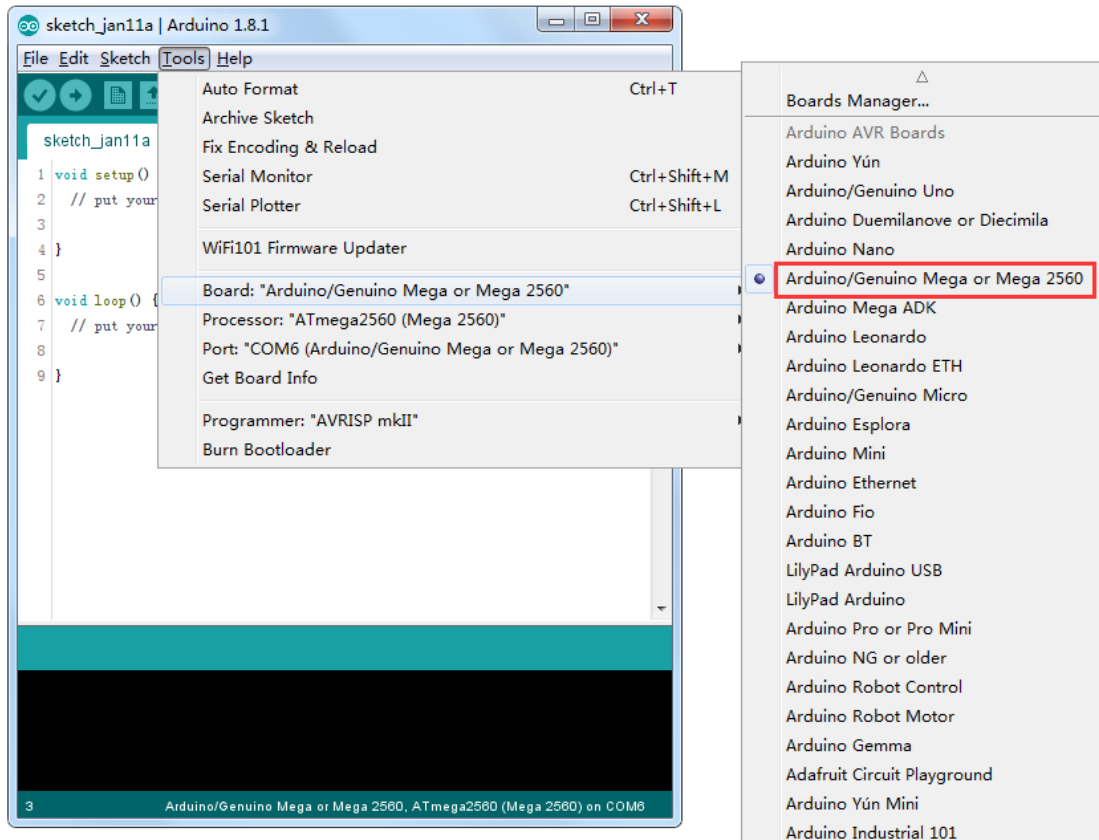 sketch_jan11a | Arduino 1.8.1
File Edit Sketch Tools Help
sketch_jan11a
1 void setup()
2 // put your
3
4 }
5
6 void loop() {
7 // put your
8
9 }
Auto Format Ctrl+T
Archive Sketch
Fix Encoding & Reload
Serial Monitor Ctrl+Shift+M
Serial Plotter Ctrl+Shift+L
WiFi101 Firmware Updater
Board: "Arduino/Genuino Mega or Mega 2560"
Processor: "ATmega2560 (Mega 2560)"
Port: "COM6 (Arduino/Genuino Mega or Mega 2560)"
Get Board Info
Programmer: "AVRISP mkII"
Burn Bootloader
Boards Manager...
Arduino AVR Boards
Arduino Yún
Arduino/Genuino Uno
Arduino Duemilanove or Diecimila
Arduino Nano
Arduino/Genuino Mega or Mega 2560
Arduino Mega ADK
Arduino Leonardo
Arduino Leonardo ETH
Arduino/Genuino Micro
Arduino Esplora
Arduino Mini
Arduino Ethernet
Arduino Fio
Arduino BT
LilyPad Arduino USB
LilyPad Arduino
Arduino Pro or Pro Mini
Arduino NG or older
Arduino Robot Control
Arduino Robot Motor
Arduino Gemma
Adafruit Circuit Playground
Arduino Yún Mini
Arduino Industrial 101
3 Arduino/Genuino Mega or Mega 2560, ATmega2560 (Mega 2560) on COM6